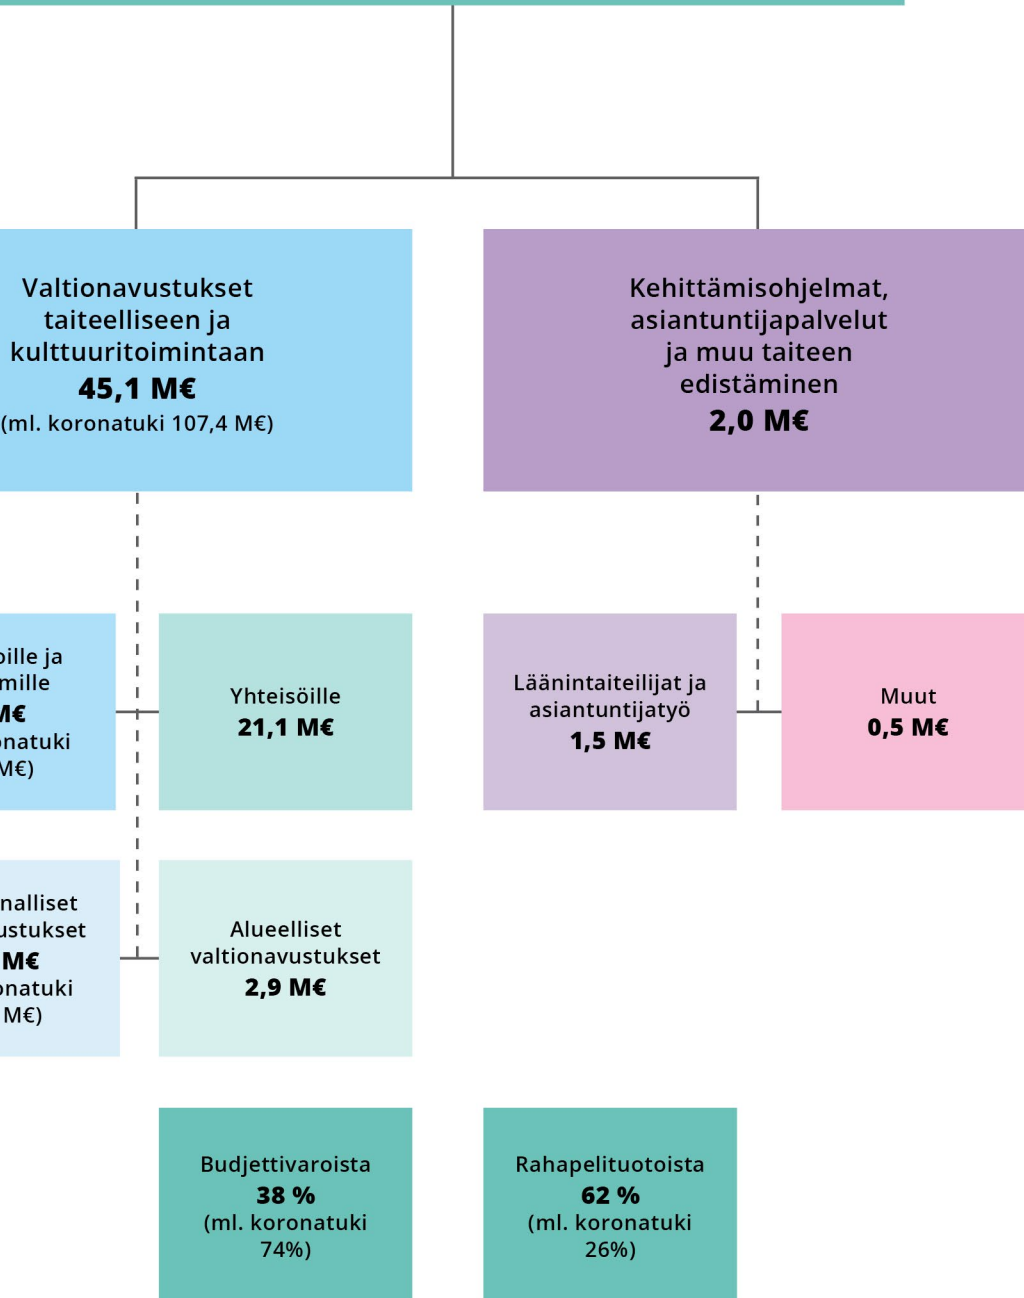 Valtionavustukset
taiteelliseen ja
kulttuuritoimintaan
45,1 M€
(ml. koronatuki 107,4 M€)
Kehittämisohjelmat,
asiantuntijapalvelut
ja muu taiteen
edistäminen
2,0 M€
ja
M€
M€)
Yhteisöille
21,1 M€
Läänintaiteilijat ja
asiantuntijatyö
1,5 M€
Muut
0,5 M€
M€
M€)
Alueelliset
valtionavustukset
2,9 M€
Budjettivaroista
38 %
(ml. koronatuki
74%)
Rahapelituotoista
62 %
(ml. koronatuki
26%)